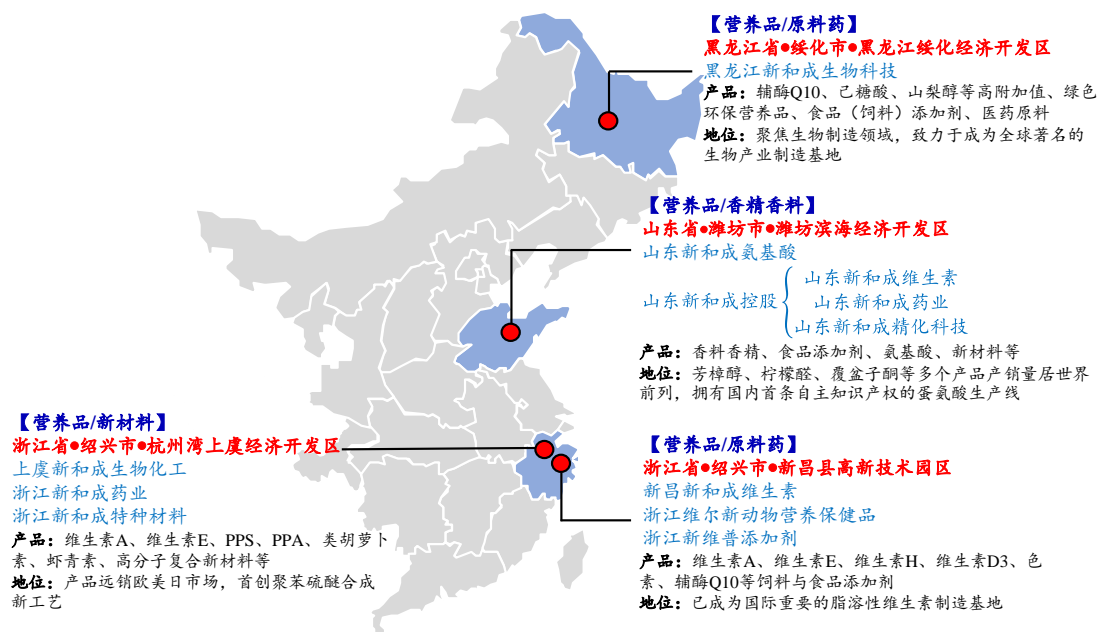 【营养品/原料药】
黑龙江省•绥化市•黑龙江绥化经济开发区
黑龙江新和成生物科技
产品：辅酶Q10、己糖酸、山梨醇等高附加值、绿色
环保营养品、食品（饲料）添加剂、医药原料
地位：聚焦生物制造领域，致力于成为全球著名的
生物产业制造基地
【营养品/香精香料】
山东省•潍坊市•潍坊滨海经济开发区
山东新和成氨基酸
山东新和成控股
山东新和成维生素
山东新和成药业
山东新和成精化科技
产品：香料香精、食品添加剂、氨基酸、新材料等
地位：芳樟醇、柠檬醛、覆盆子酮等多个产品产销量居世界
前列，拥有国内首条自主知识产权的蛋氨酸生产线
【营养品/新材料】
浙江省•绍兴市•杭州湾上虞经济开发区
上虞新和成生物化工
浙江新和成药业
浙江新和成特种材料
产品：维生素A、维生素E、PPS、PPA、类胡萝卜
素、虾青素、高分子复合新材料等
地位：产品远销欧美日市场，首创聚苯硫醚合成
新工艺
【营养品/原料药】
浙江省•绍兴市•新昌县高新技术园区
新昌新和成维生素
浙江维尔新动物营养保健品
浙江新维普添加剂
产品：维生素A、维生素E、维生素H、维生素D3、色
素、辅酶Q10等饲料与食品添加剂
地位：已成为国际重要的脂溶性维生素制造基地